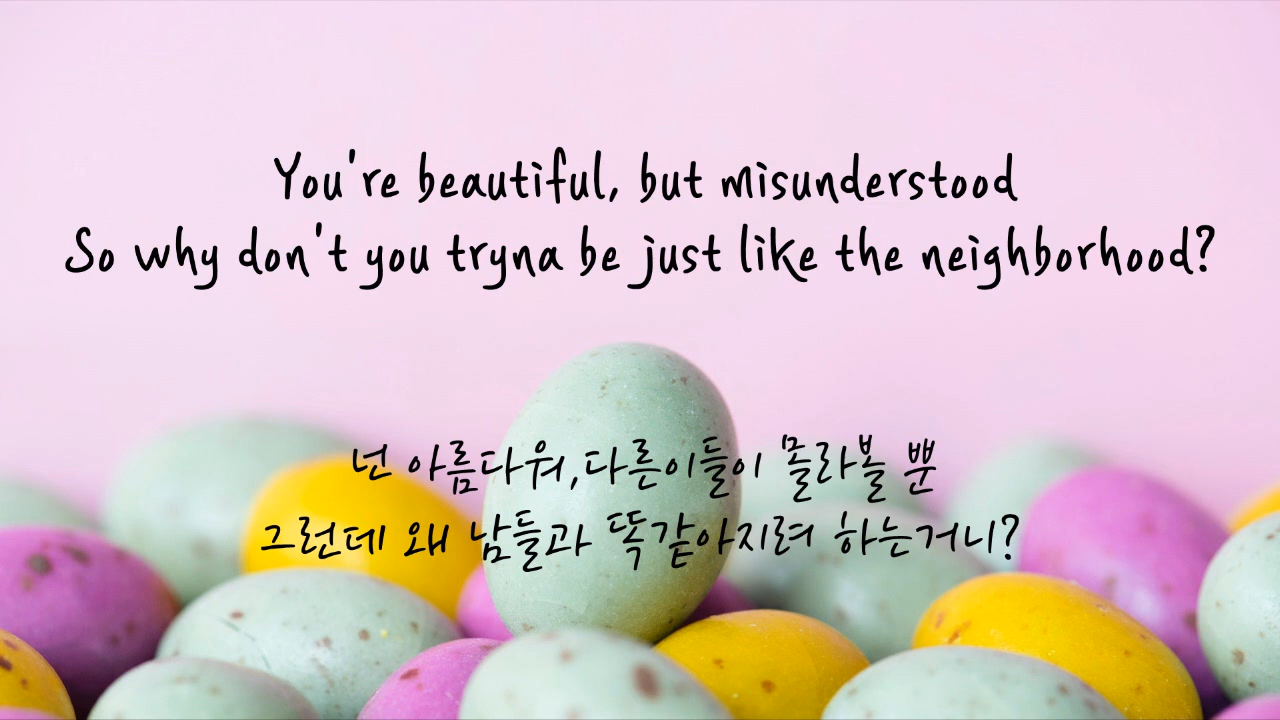 You're beautiful, but misunderstood
So why don't you tryna be just like the neighborhood?
넌 아름다워,다른이들이 몰라볼 뿐
그런데 왜 남들과 똑같아지려 하는거니?